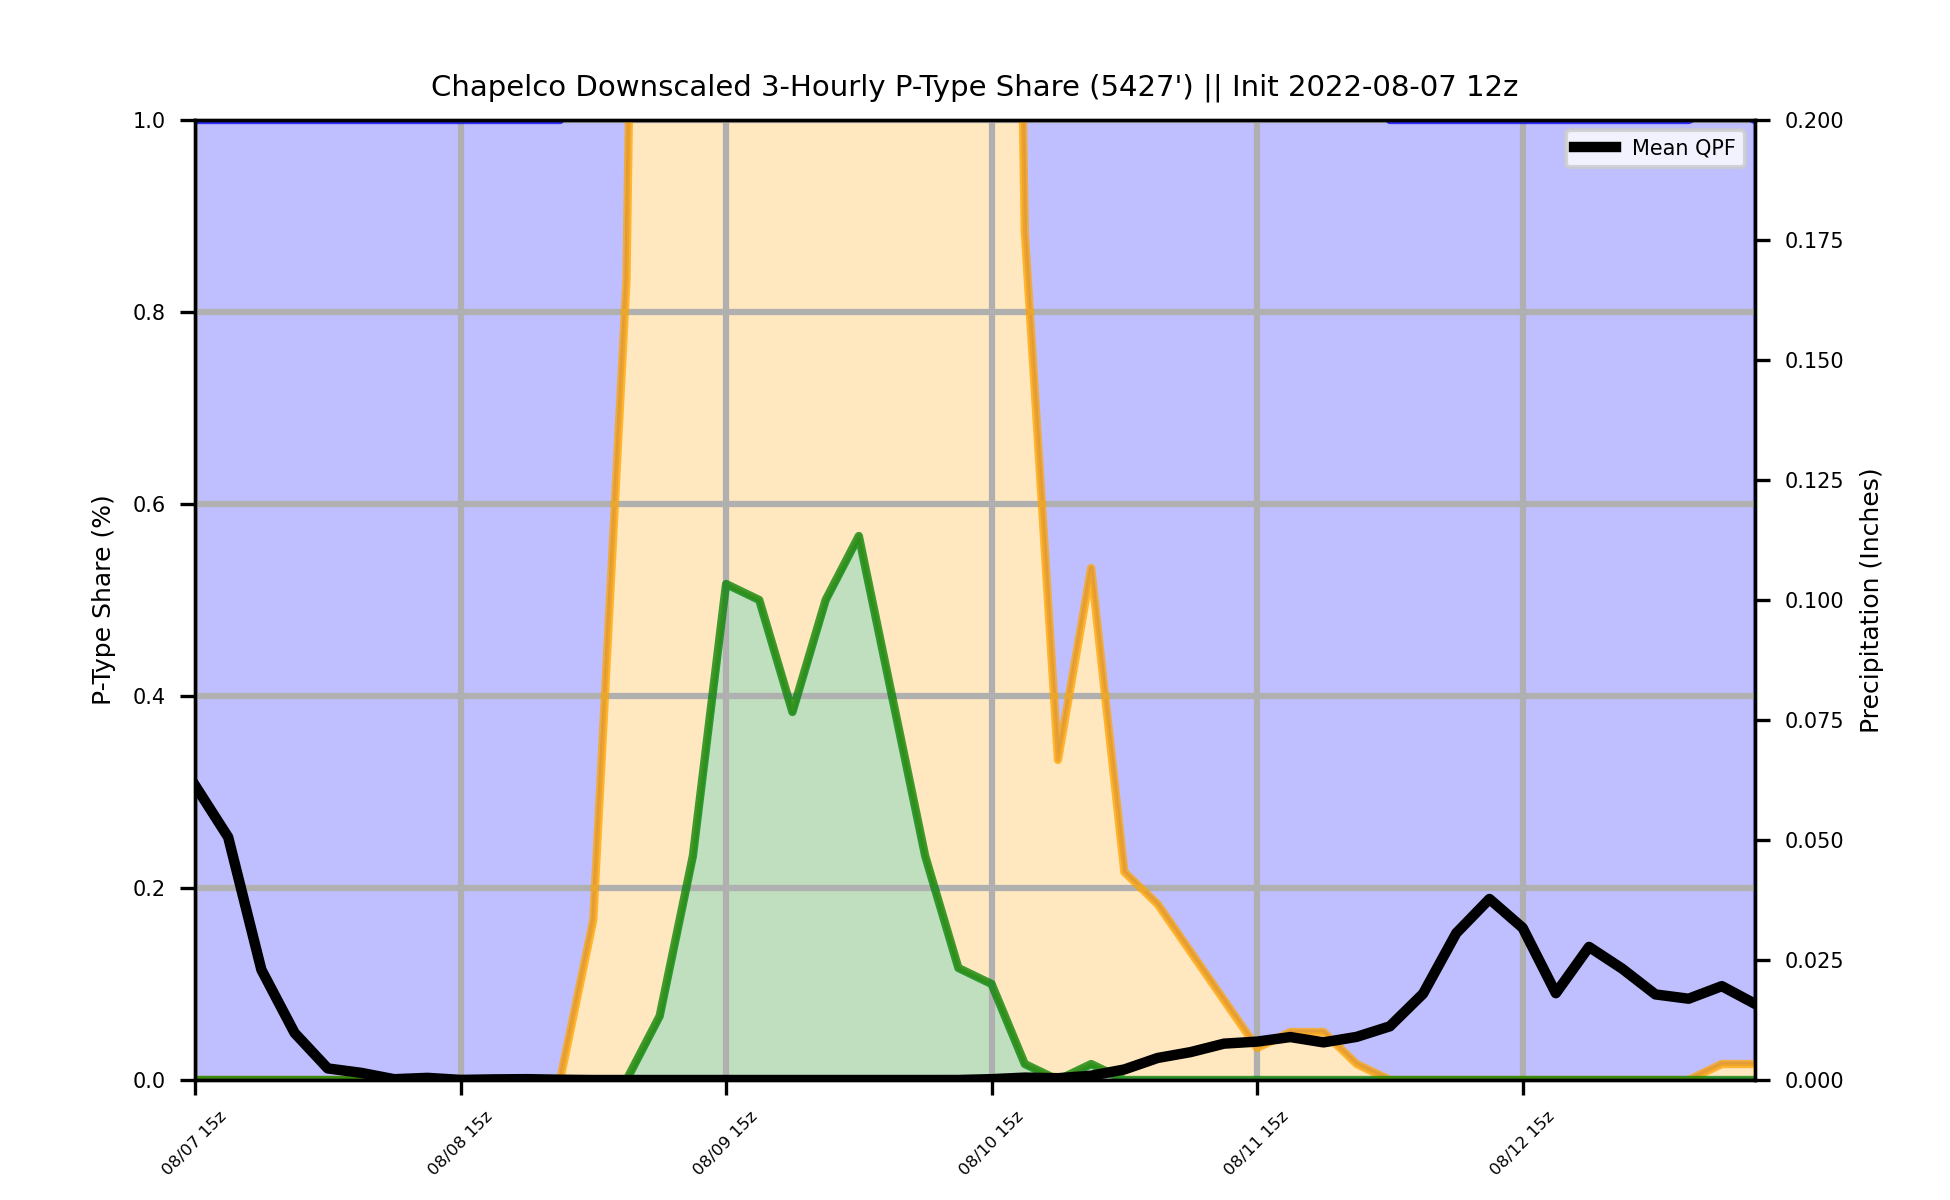 Chapelco Downscaled 3-Hourly P-Type Share (5427') || Init 2022-08-07 12z
Mean QPF
P-Type Share (%)
1.0
0.8
0.6
0.4
0.2
0.0
0.200
0.175
0.150
0.125
0.100
0.075
0.050
0.025
0.000
Precipitation (Inches)
08/07 15z
08/08 15z
08/09 15z
08/10 15z
08/11 15z
08/12 15z